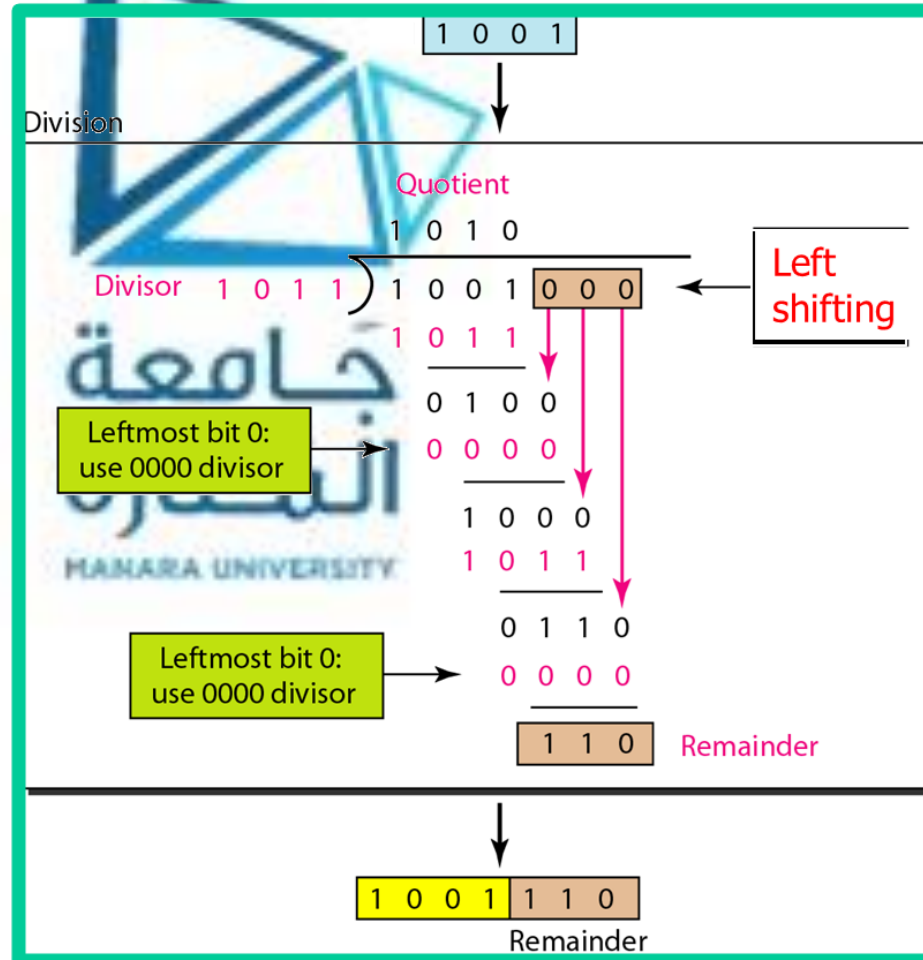 1 0 0 1
Division
Quotient
1 0 1 0
Divisor 1 0 1 1 1 0 0 1 0 0 0
Left
shifting
1 0 1 1
جَامعة
0 1 0 0
Leftmost bit 0:
use 0000 divisor
0 0 0 0
المنارة
1 0 0 0
1 0 1 1
MANARA UNIVERSITY
0 1 1 0
Leftmost bit 0:
use 0000 divisor
0 0 0 0
1 1 0 Remainder
1 0 0 1 1 1 0
Remainder